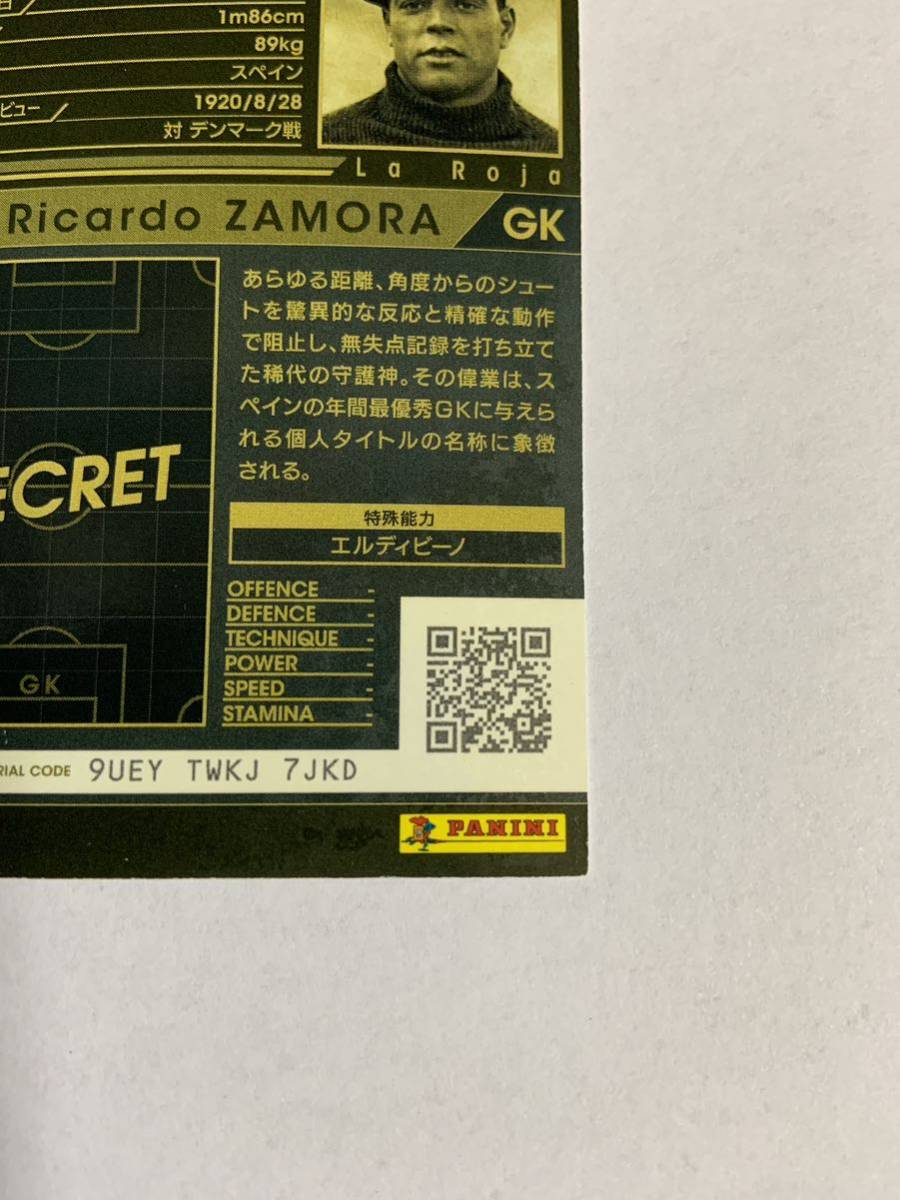 1m86cm
89kg
スペイン
ビュー 1920/8/28
対 デンマーク戦
La Roja
Ricardo ZAMORA GK
あらゆる距離、角度からのシュー
トを驚異的な反応と精確な動作
で阻止し、無失点記録を打ち立て
た稀代の守護神。その偉業は、ス
ペインの年間最優秀GKに与えら
れる個人タイトルの名称に象徴
される。
ECRET
特殊能力
エルディビーノ
OFFENCE -
DEFENCE -
TECHNIQUE -
POWER -
SPEED -
STAMINA -
GK
RIAL CODE 9UEY TWKJ 7JKD
PANINI